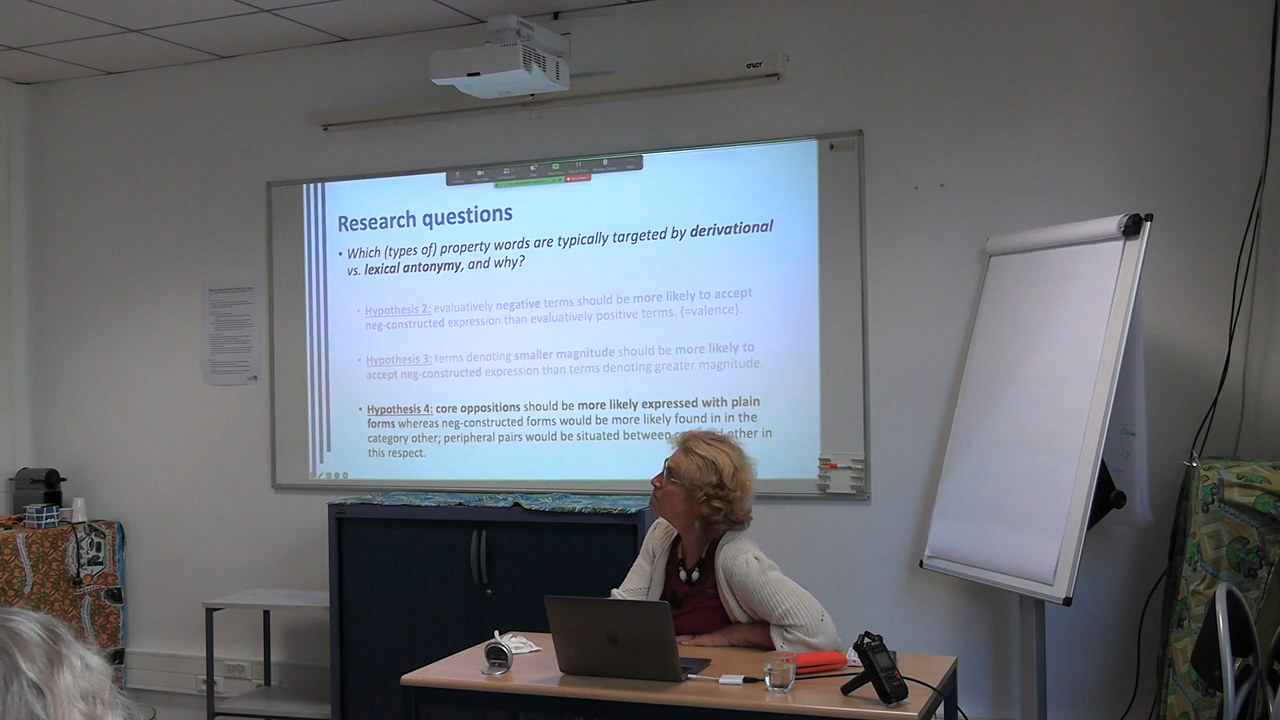 Research questions
• Which (types of) property words are typically targeted by derivational
vs. lexical antonymy, and why?
• Hypothesis 2: evaluatively negative terms should be more likely to accept
neg-constructed expression than evaluatively positive terms. (=valence).
• Hypothesis 3: terms denoting smaller magnitude should be more likely to
accept neg-constructed expression than terms denoting greater magnitude.
• Hypothesis 4: core oppositions should be more likely expressed with plain
forms whereas neg-constructed forms would be more likely found in in the
category other; peripheral pairs would be situated between other in
this respect.